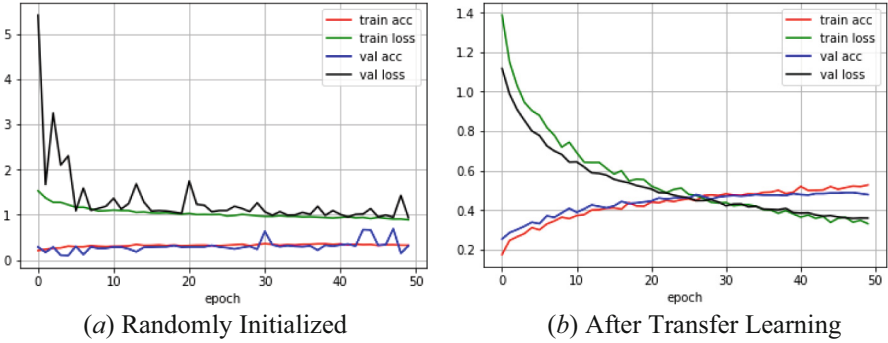 train acc
train loss
val acc
val loss
5
4
3
2
1
0
0 10 20 30 40 50
epoch
(a) Randomly Initialized
train acc
train loss
val acc
val loss
1.4
1.2
1.0
0.8
0.6
0.4
0.2
0 10 20 30 40 50
epoch
(b) After Transfer Learning